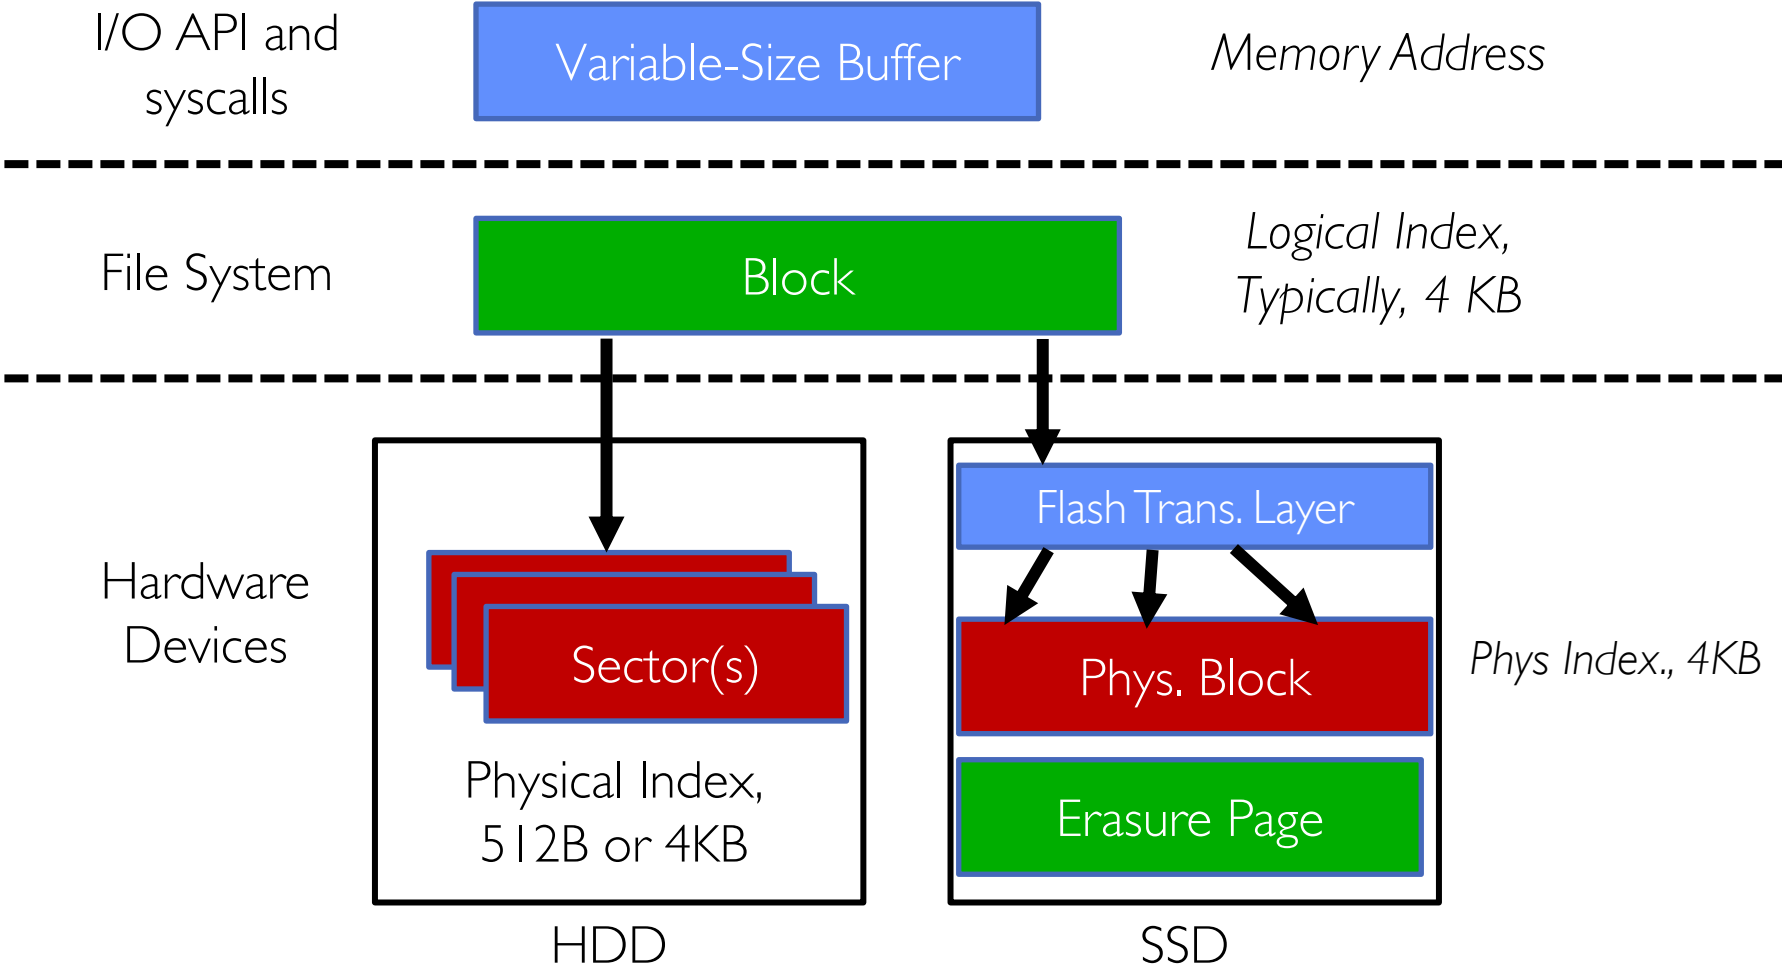 I/O API and
syscalls
Variable-Size Buffer
Memory Address
File System
Block
Logical Index,
Typically, 4 KB
Hardware
Devices
Sector(s)
Physical Index,
512B or 4KB
HDD
Flash Trans. Layer
Phys. Block
Erasure Page
SSD
Phys Index., 4KB